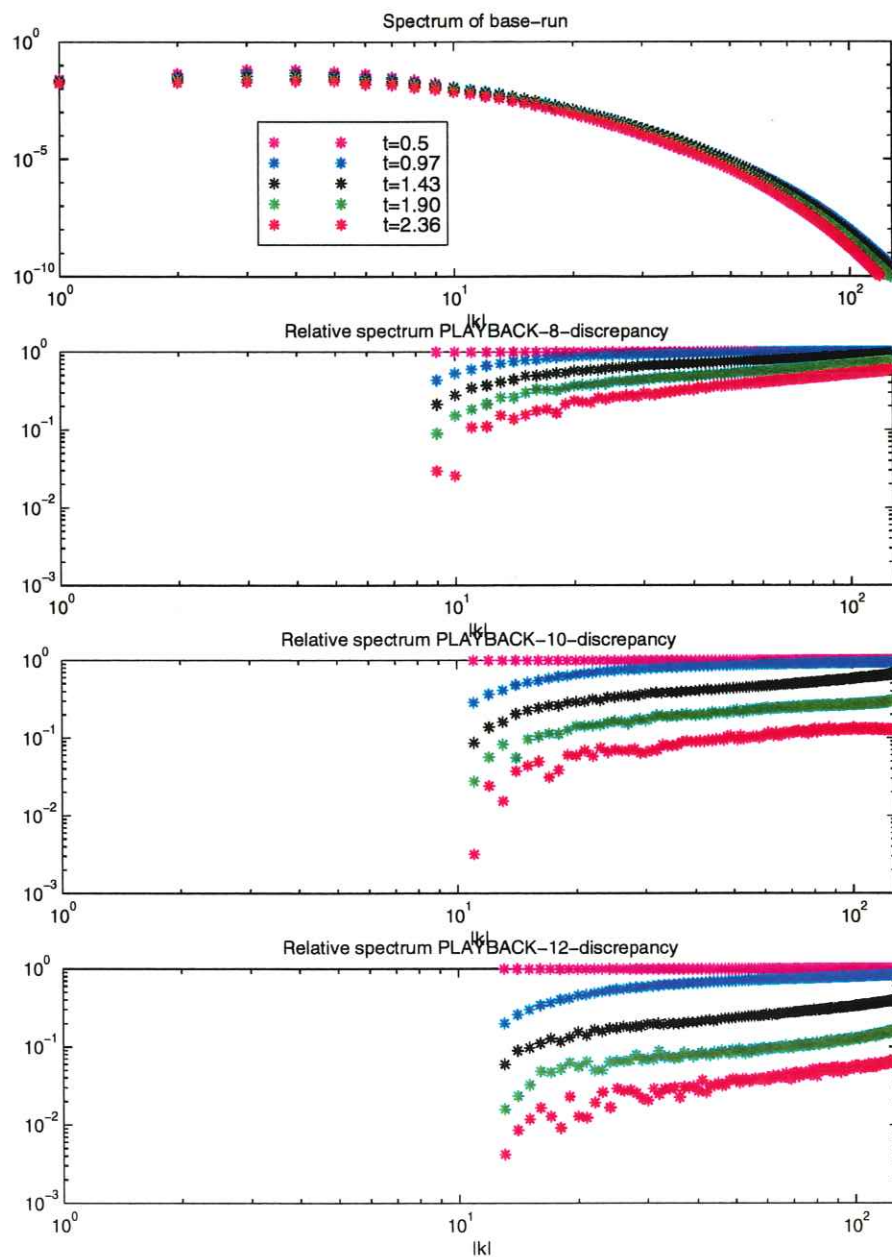 Spectrum of base-run
10^0
10^-5
10^-10
t=0.5
t=0.97
t=1.43
t=1.90
t=2.36
10^0 10^1 10^2
|k|
Relative spectrum PLAYBACK-8-discrepancy
10^0
10^-1
10^-2
10^-3
10^0 10^1 10^2
|k|
Relative spectrum PLAYBACK-10-discrepancy
10^0
10^-1
10^-2
10^-3
10^0 10^1 10^2
|k|
Relative spectrum PLAYBACK-12-discrepancy
10^0
10^-1
10^-2
10^-3
10^0 10^1 10^2
|k|